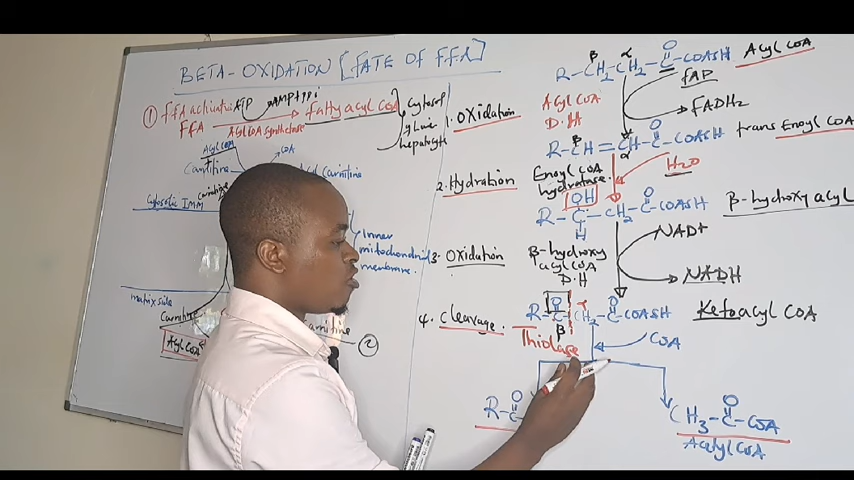 BETA-OXIDATION [FATE OF F.F.A]
① FFA activation ATP AMP+PPi
FFA fatty acyl CoA
Acyl CoA synthetase
Cytosol
of Liver
hepatocyte
Acyl CoA CoA
Carnitine Acyl Carnitine
Cytosolic IMM
Inner
mitochondrial
membrane.
matrix side
Carnitine
Acyl CoA
②
1. Oxidation
Acyl CoA
D.H
R-CH2-CH2-C-COASH Acyl CoA
β α O
FAD
FADH2
R-CH=CH-C-COASH trans Enoyl CoA
β α O
2. Hydration
Enoyl CoA
hydratase.
H2O
OH O
R-C-CH2-C-COASH β-hydroxy acyl
H
3. Oxidation
β-hydroxy
acyl CoA
D.H
NAD+
NADH
O α O
R-C-CH2-C-COASH Ketoacyl CoA
β
4. Cleavage.
Thiolase
CoA
O O
R-C- CH3-C-COA
Acetyl CoA